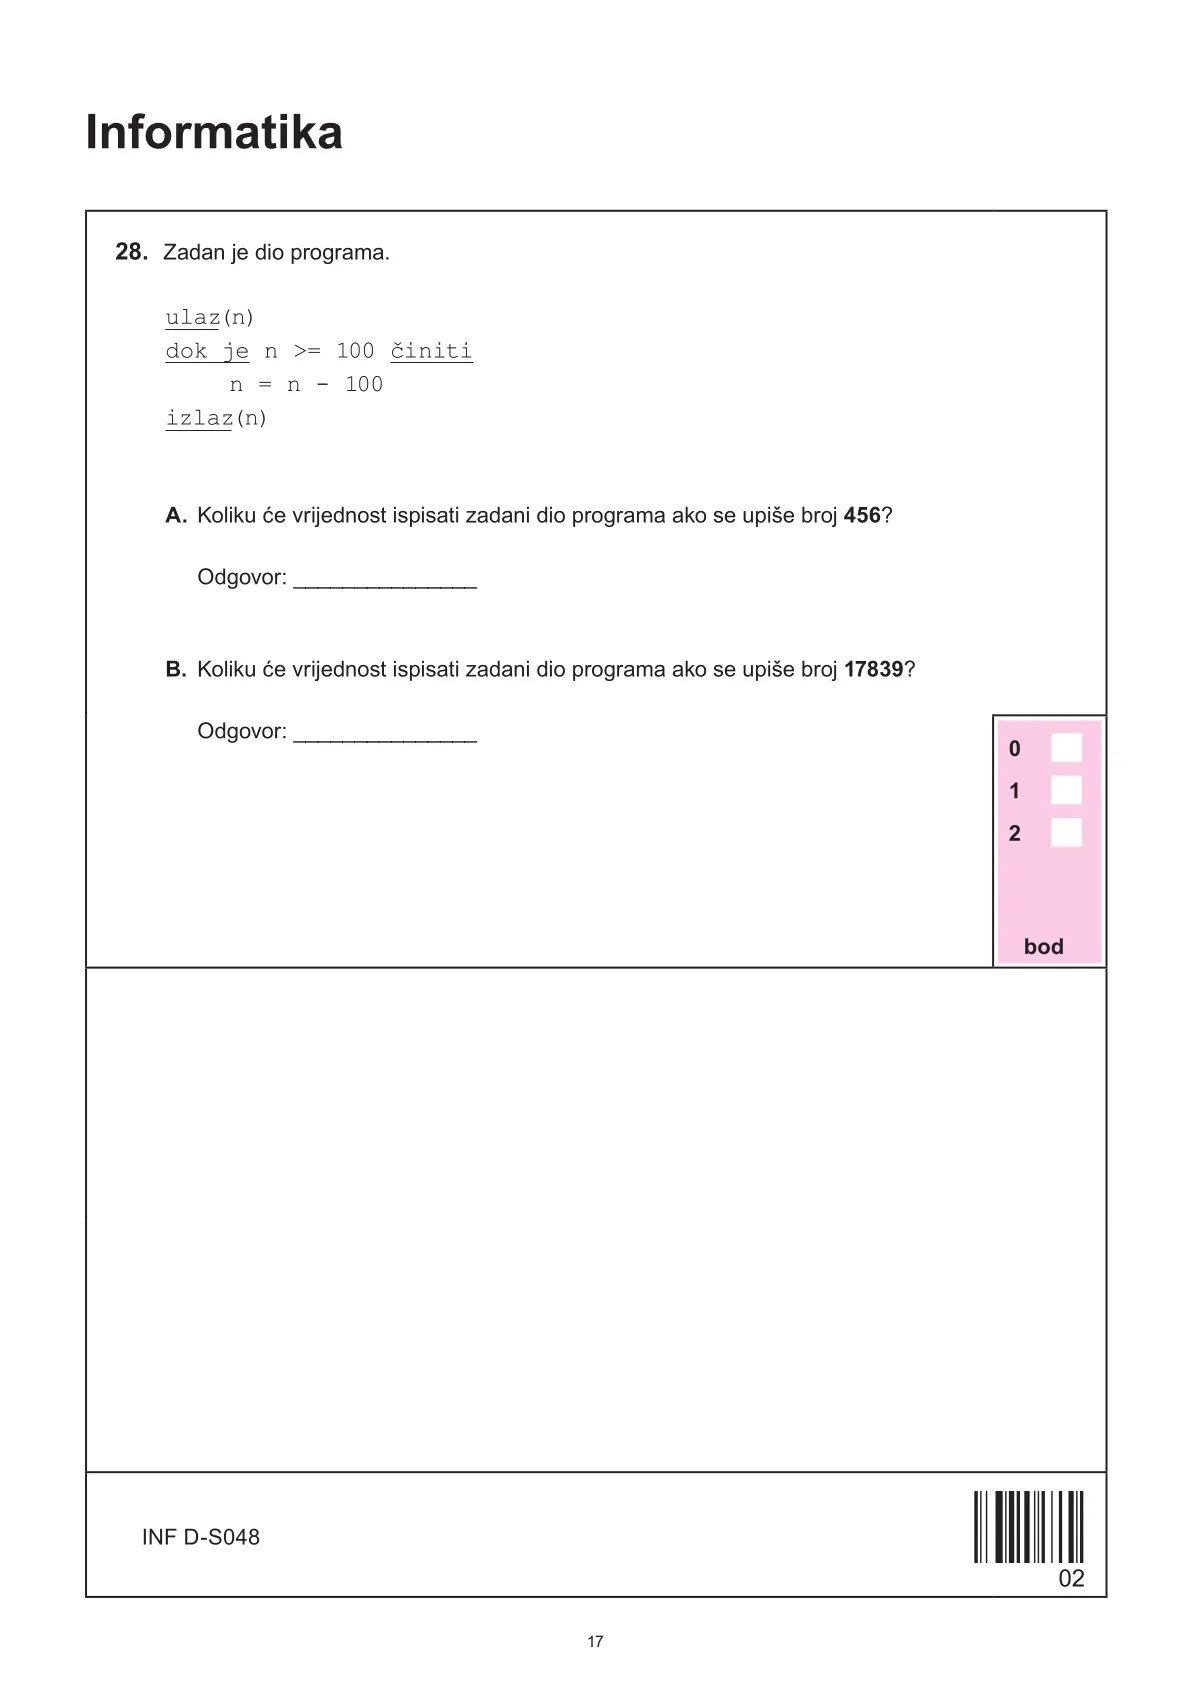 Informatika
28. Zadan je dio programa.
ulaz(n)
dok je n >= 100 činiti
n = n - 100
izlaz(n)
A. Koliku će vrijednost ispisati zadani dio programa ako se upiše broj 456?
Odgovor: _______________
B. Koliku će vrijednost ispisati zadani dio programa ako se upiše broj 17839?
Odgovor: _______________
0
1
2
bod
INF D-S048
02
17